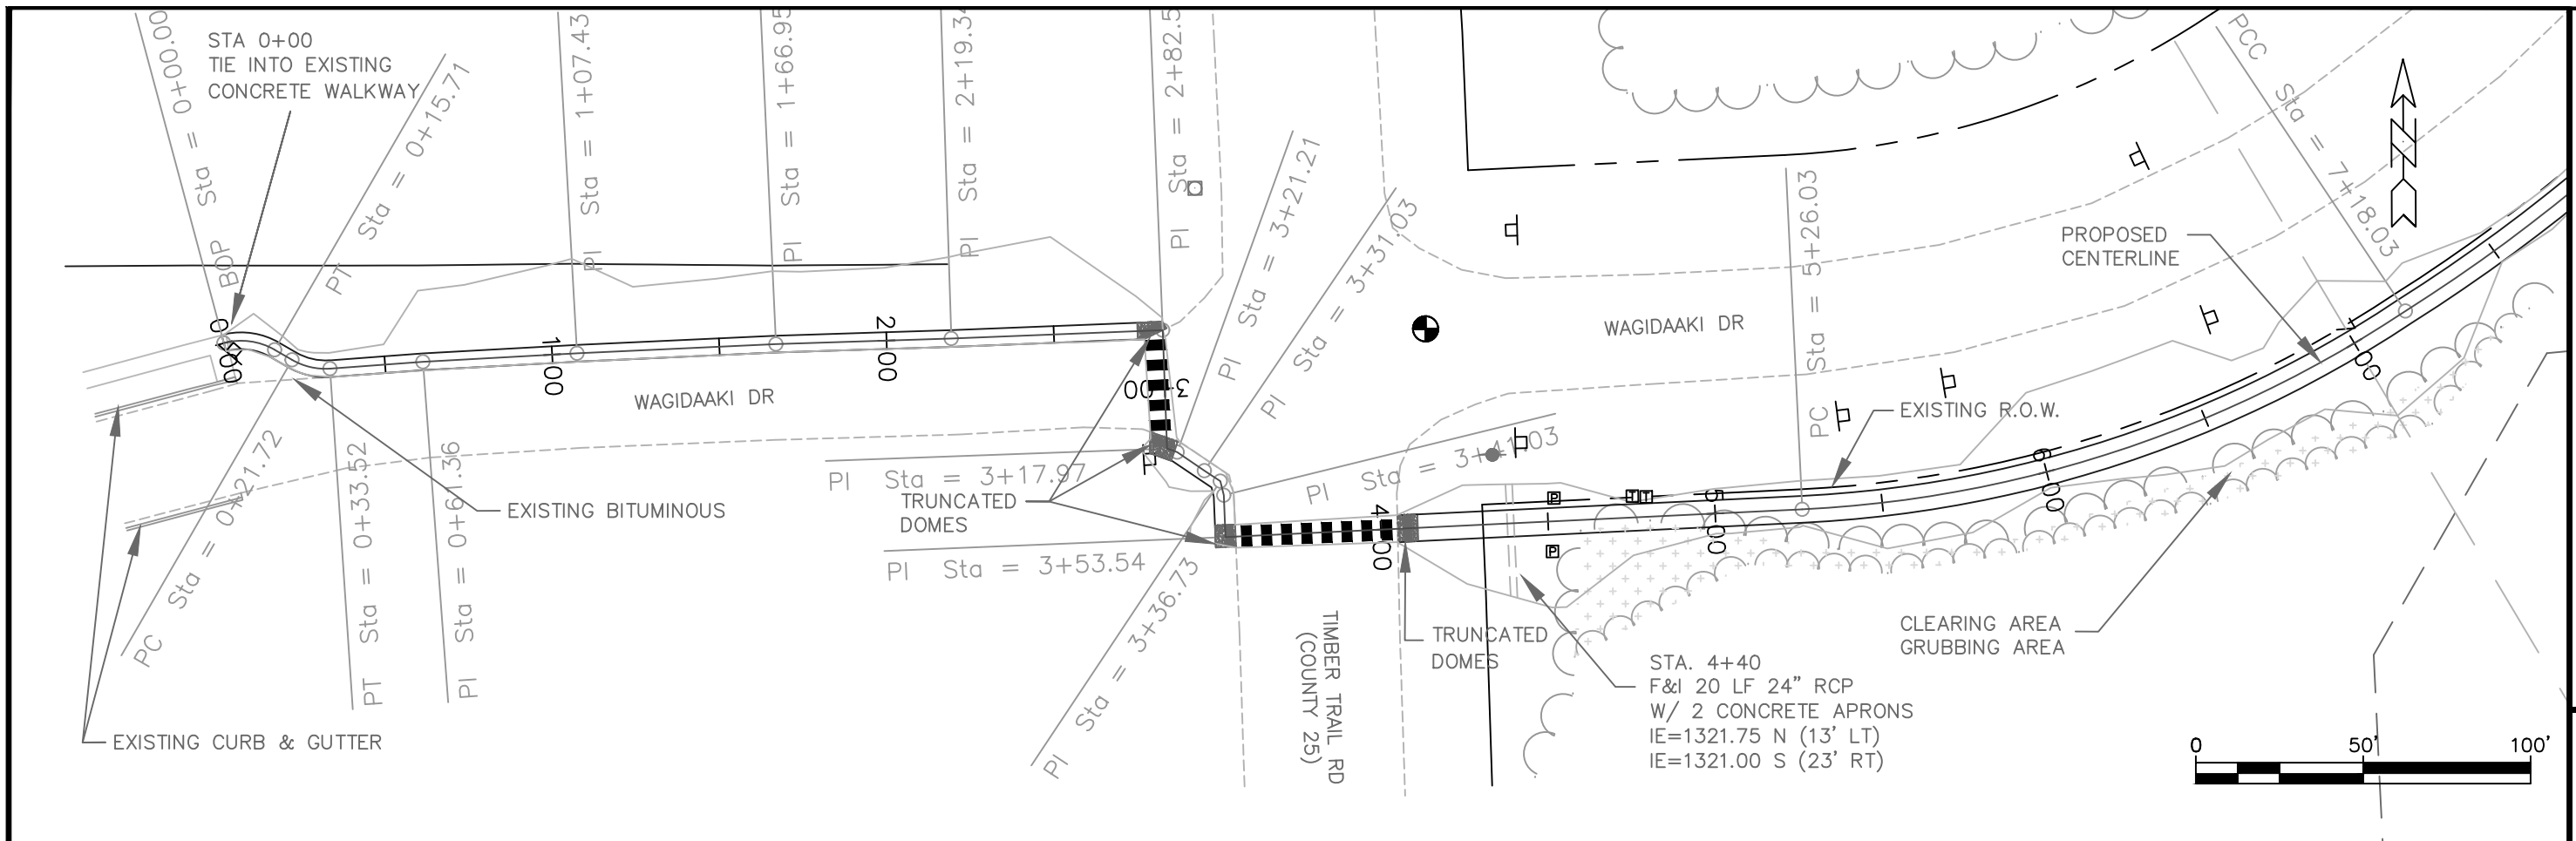 STA 0+00
TIE INTO EXISTING
CONCRETE WALKWAY
BOP Sta = 0+00.00
PT Sta = 0+15.71
PI Sta = 1+07.43
PI Sta = 1+66.95
PI Sta = 2+19.34
PI Sta = 2+82.5
PI Sta = 3+21.21
PI Sta = 3+31.03
PC Sta = 5+26.03
PCC Sta = 7+18.03
N
PROPOSED
CENTERLINE
WAGIDAAKI DR
WAGIDAAKI DR
EXISTING R.O.W.
0+00
1+00
2+00
3+00
4+00
5+00
6+00
7+00
PC Sta = 0+21.72
PT Sta = 0+33.52
PI Sta = 0+61.36
EXISTING BITUMINOUS
EXISTING CURB & GUTTER
PI Sta = 3+17.97
TRUNCATED
DOMES
PI Sta = 3+53.54
PI Sta = 3+36.73
PI Sta = 3+41.03
P
T
T
P
TIMBER TRAIL RD
(COUNTY 25)
TRUNCATED
DOMES
STA. 4+40
F&I 20 LF 24" RCP
W/ 2 CONCRETE APRONS
IE=1321.75 N (13' LT)
IE=1321.00 S (23' RT)
CLEARING AREA
GRUBBING AREA
0 50' 100'